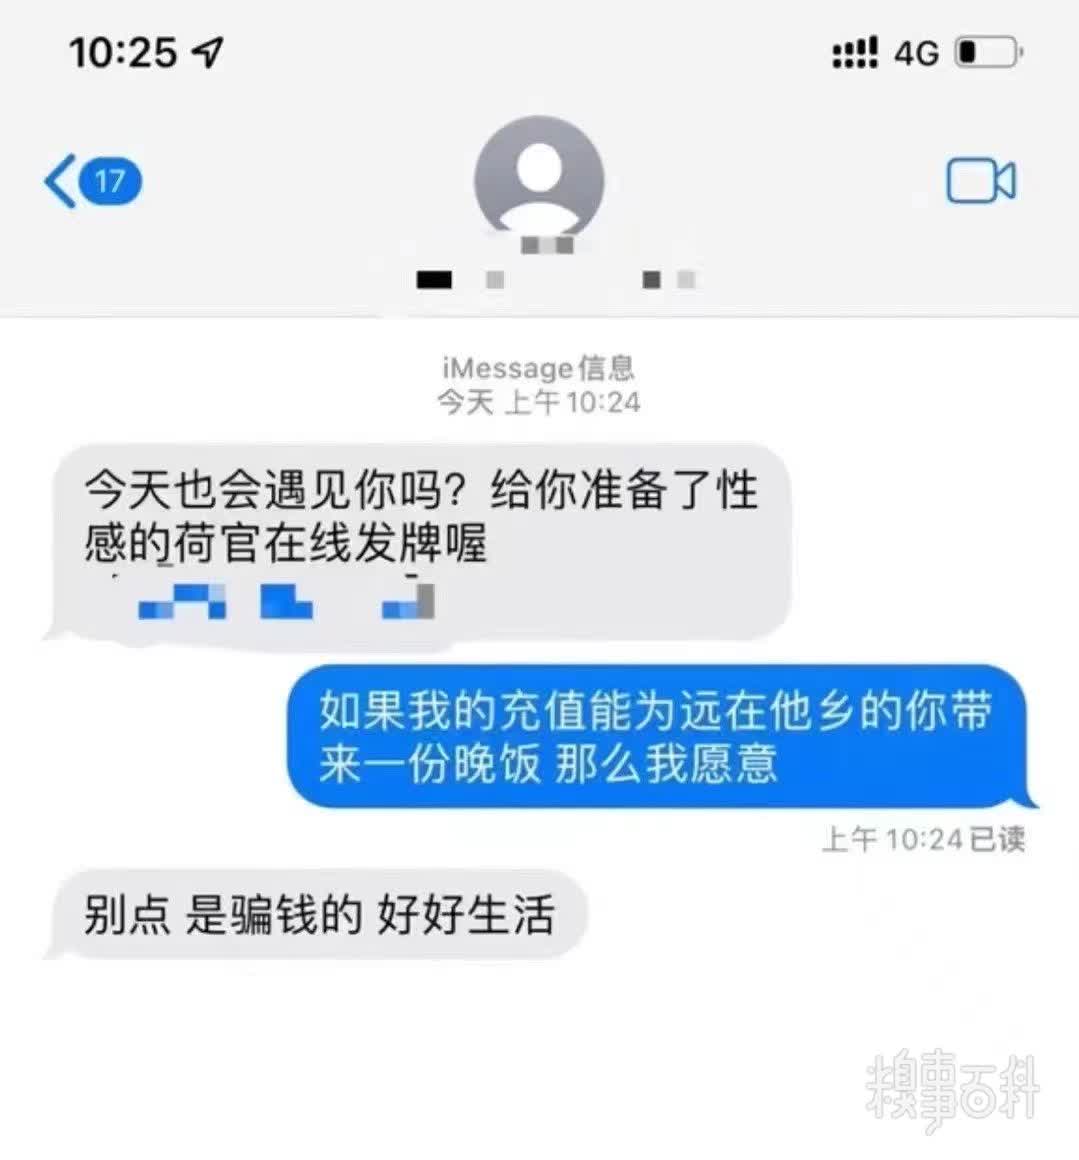 10:25
4G
17
iMessage信息
今天 上午10:24
今天也会遇见你吗？给你准备了性
感的荷官在线发牌喔
如果我的充值能为远在他乡的你带
来一份晚饭 那么我愿意
上午 10:24已读
别点 是骗钱的 好好生活
糗事百科